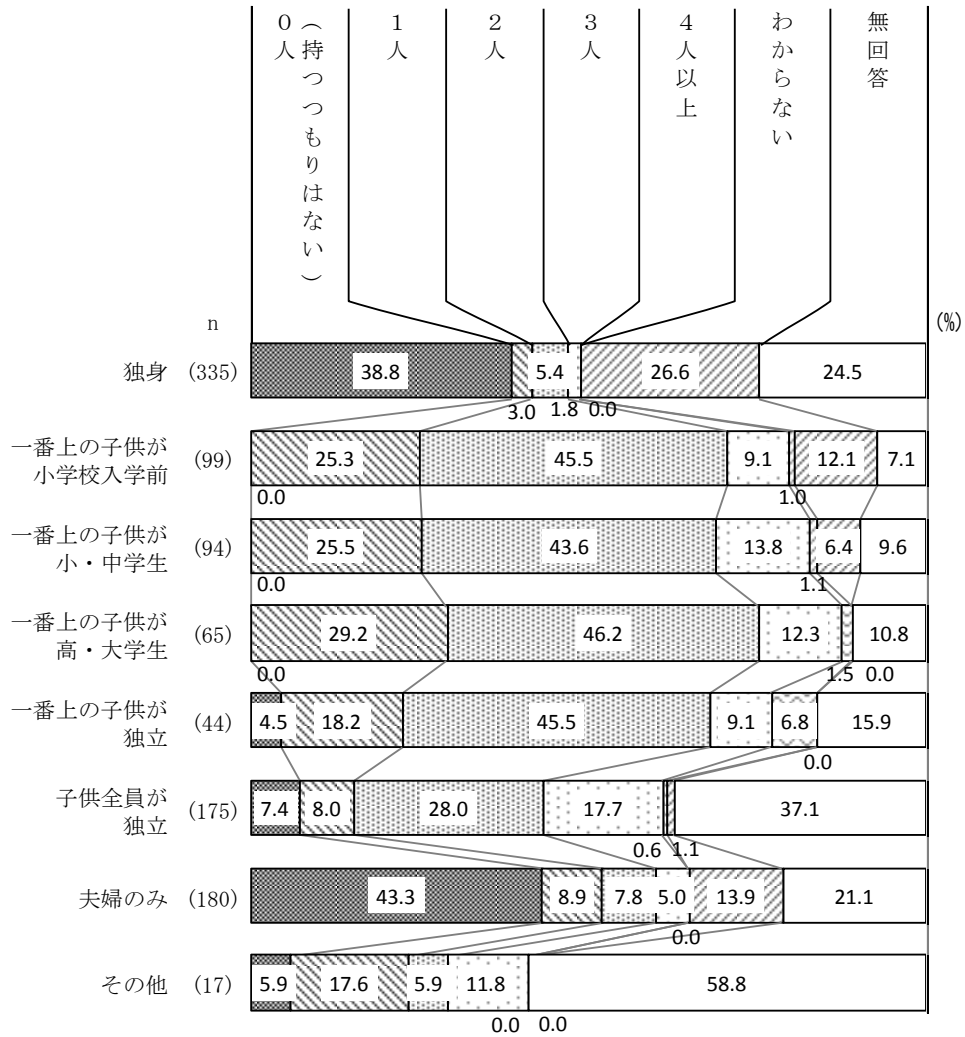 ０人（持つつもりはない）
１人
２人
３人
４人以上
わからない
無回答
n
(%)
独身 (335) 38.8 5.4 26.6 24.5
3.0 1.8 0.0
一番上の子供が
小学校入学前 (99) 25.3 45.5 9.1 12.1 7.1
0.0 1.0
一番上の子供が
小・中学生 (94) 25.5 43.6 13.8 6.4 9.6
0.0 1.1
一番上の子供が
高・大学生 (65) 29.2 46.2 12.3 10.8
0.0 1.5 0.0
一番上の子供が
独立 (44) 4.5 18.2 45.5 9.1 6.8 15.9
0.0
子供全員が
独立 (175) 7.4 8.0 28.0 17.7 37.1
0.6 1.1
夫婦のみ (180) 43.3 8.9 7.8 5.0 13.9 21.1
0.0
その他 (17) 5.9 17.6 5.9 11.8 58.8
0.0 0.0